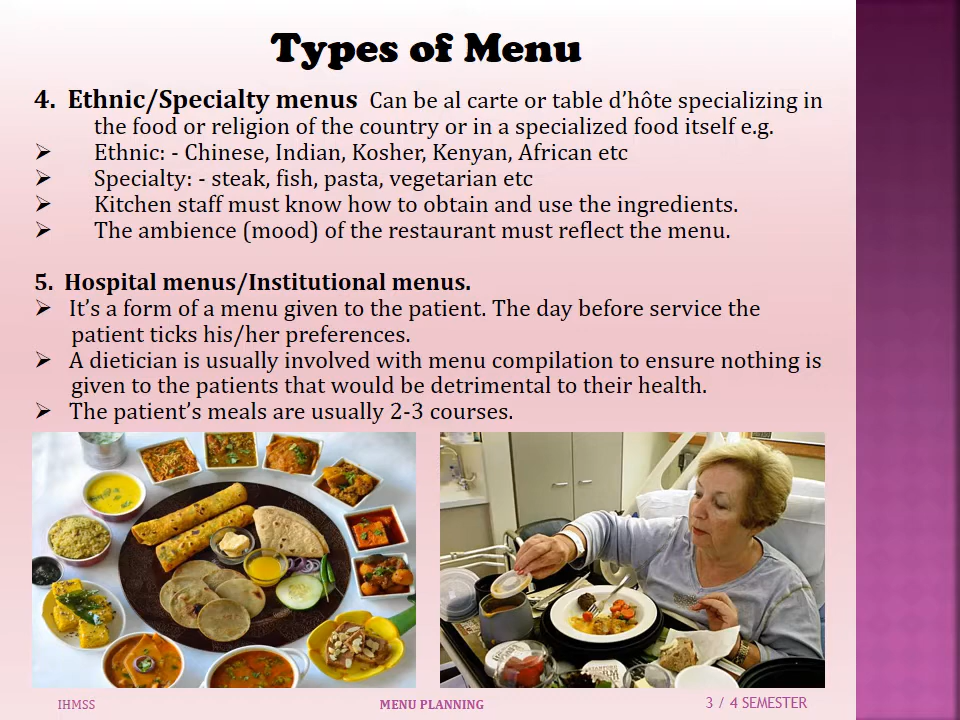 Types of Menu
4. Ethnic/Specialty menus Can be al carte or table d’hôte specializing in
the food or religion of the country or in a specialized food itself e.g.
➢ Ethnic: - Chinese, Indian, Kosher, Kenyan, African etc
➢ Specialty: - steak, fish, pasta, vegetarian etc
➢ Kitchen staff must know how to obtain and use the ingredients.
➢ The ambience (mood) of the restaurant must reflect the menu.
5. Hospital menus/Institutional menus.
➢ It’s a form of a menu given to the patient. The day before service the
patient ticks his/her preferences.
➢ A dietician is usually involved with menu compilation to ensure nothing is
given to the patients that would be detrimental to their health.
➢ The patient’s meals are usually 2-3 courses.
IHMSS
MENU PLANNING
3 / 4 SEMESTER